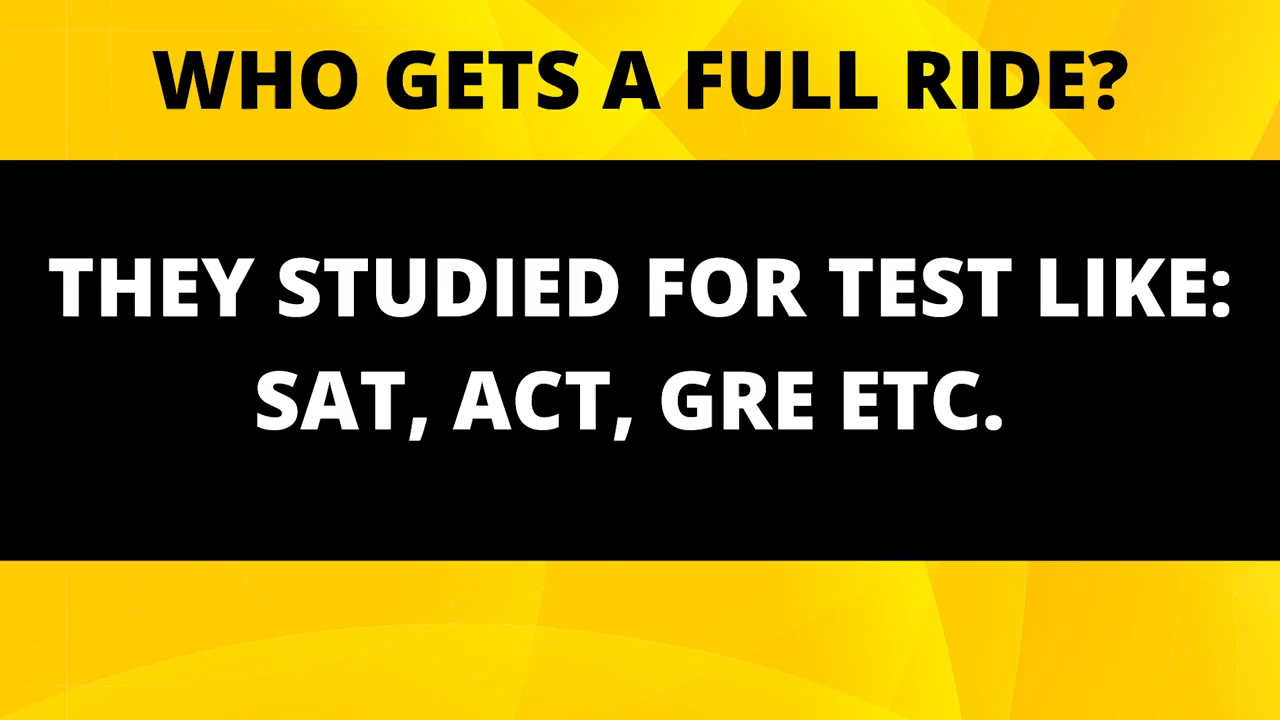 WHO GETS A FULL RIDE?
THEY STUDIED FOR TEST LIKE:
SAT, ACT, GRE ETC.